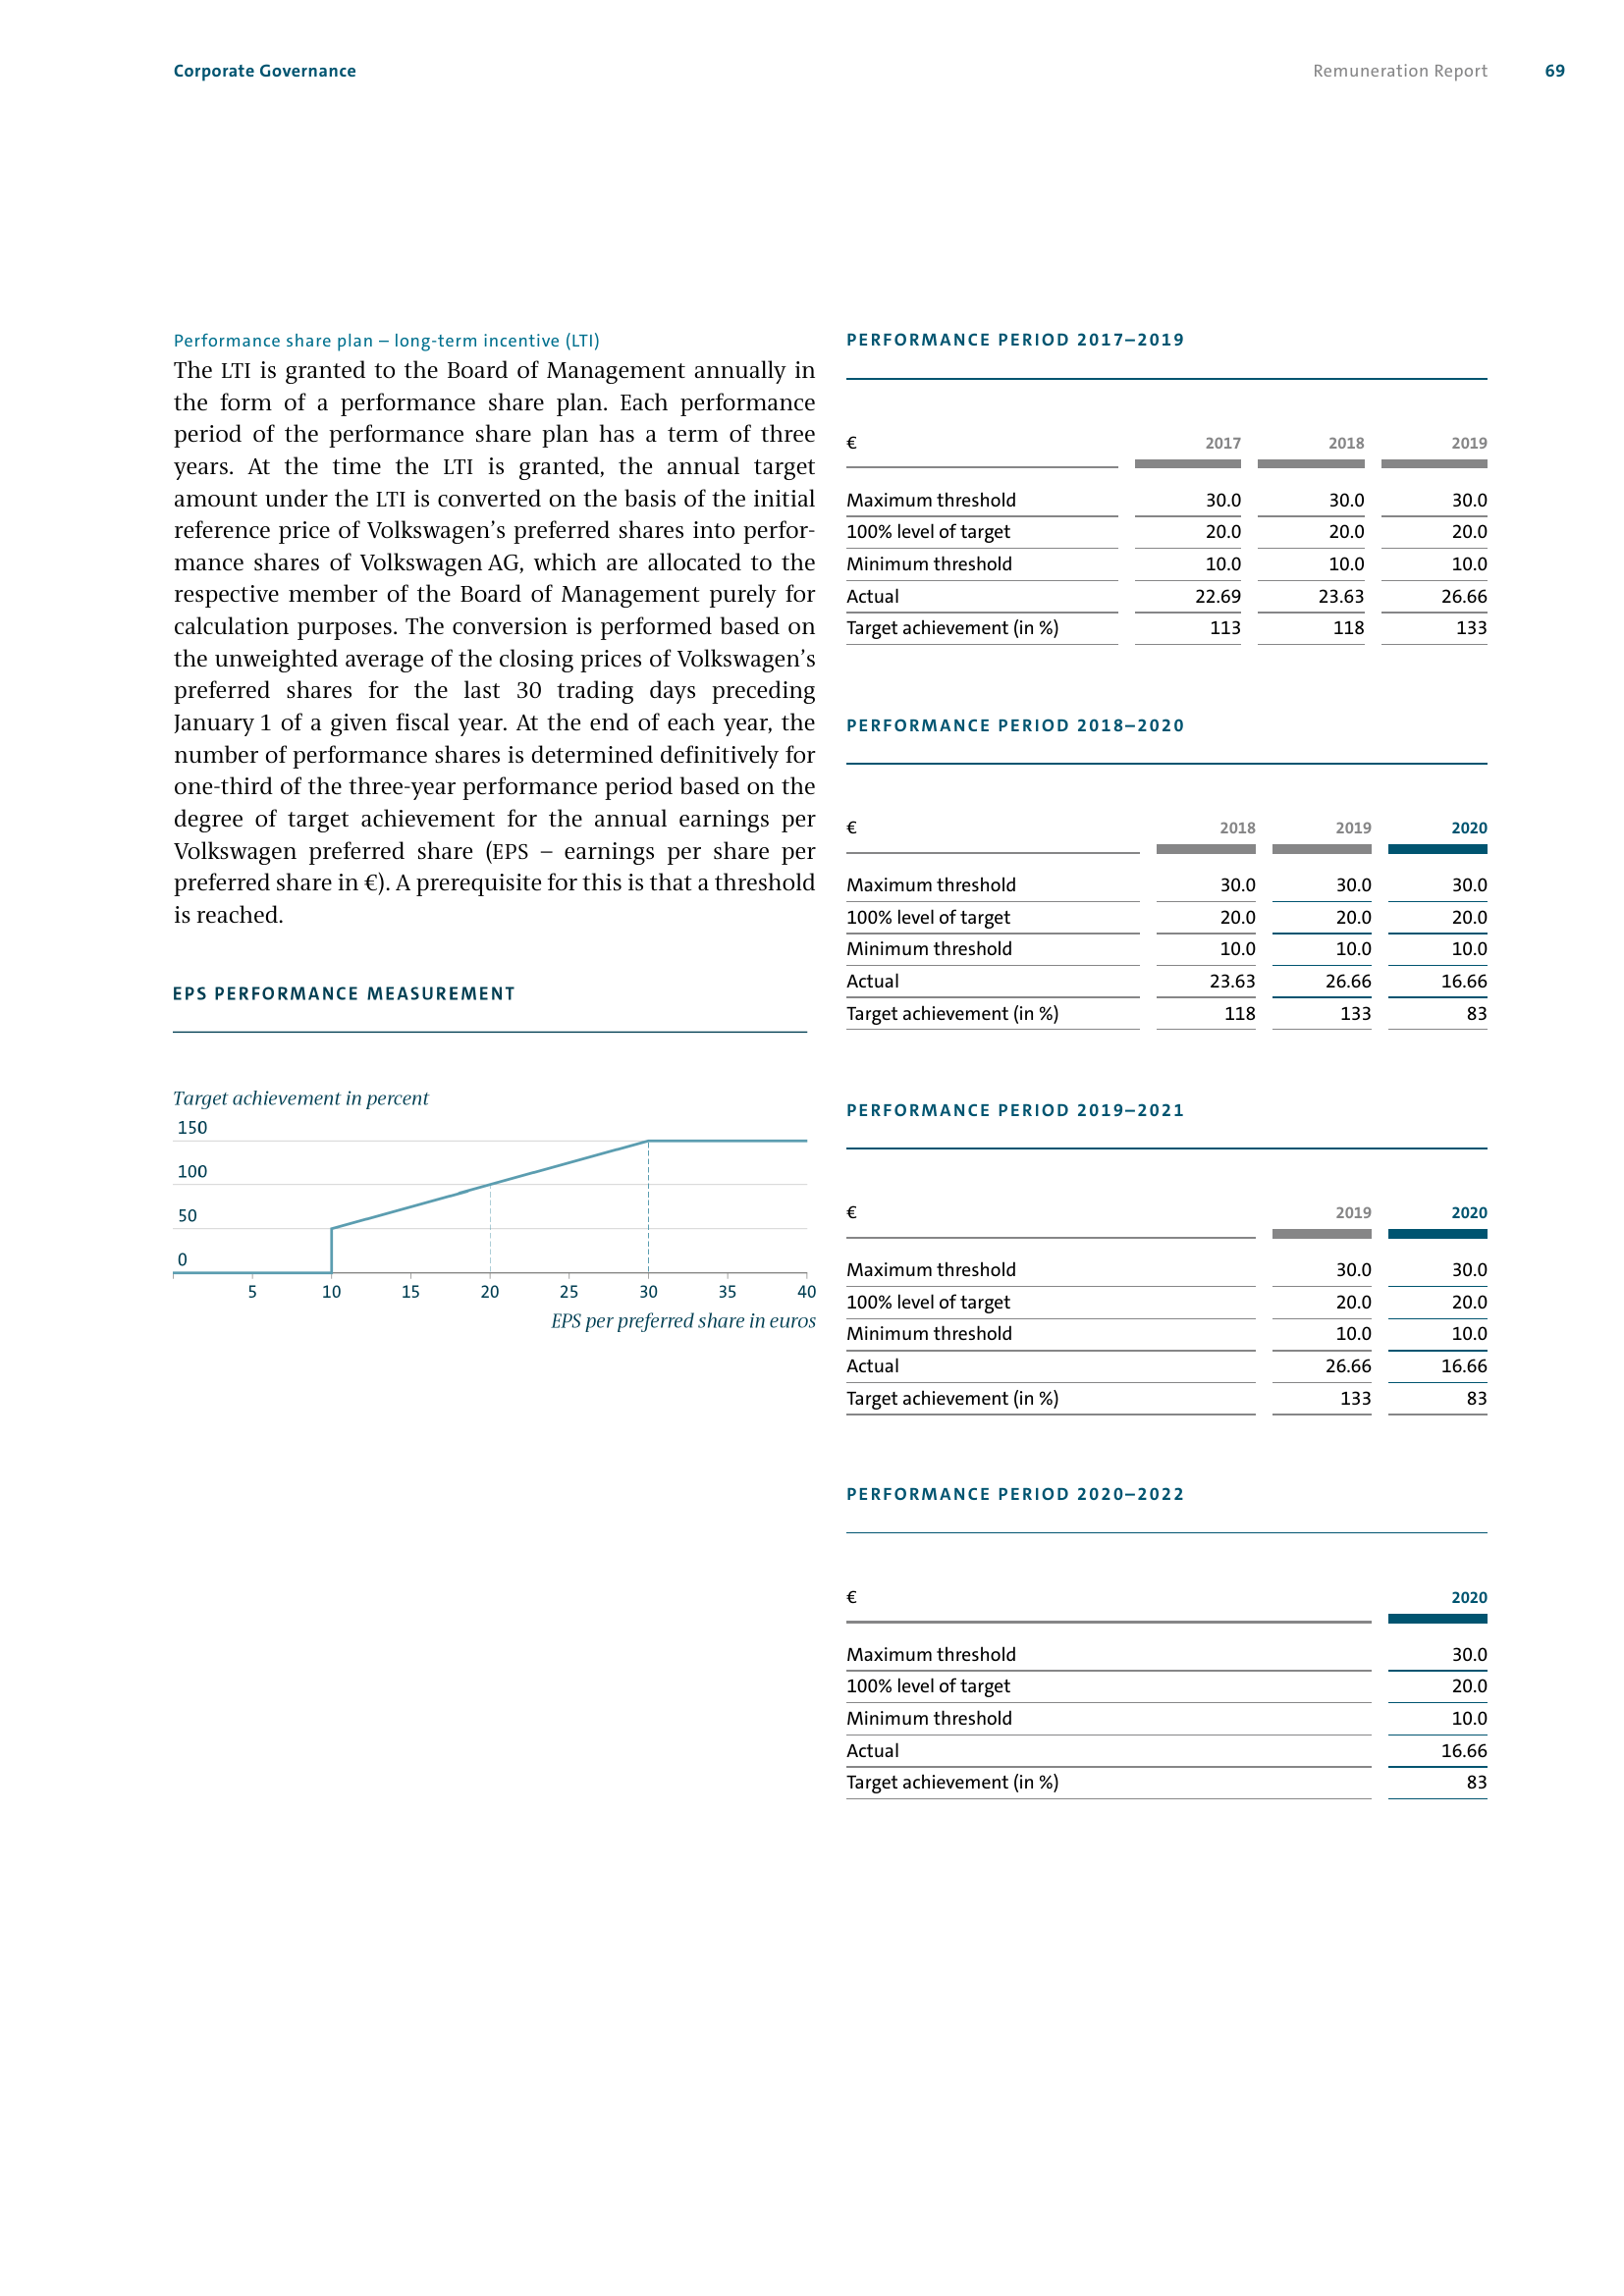 Corporate Governance
Remuneration Report 69
Performance share plan – long-term incentive (LTI)
The LTI is granted to the Board of Management annually in
the form of a performance share plan. Each performance
period of the performance share plan has a term of three
years. At the time the LTI is granted, the annual target
amount under the LTI is converted on the basis of the initial
reference price of Volkswagen’s preferred shares into perfor-
mance shares of Volkswagen AG, which are allocated to the
respective member of the Board of Management purely for
calculation purposes. The conversion is performed based on
the unweighted average of the closing prices of Volkswagen’s
preferred shares for the last 30 trading days preceding
January 1 of a given fiscal year. At the end of each year, the
number of performance shares is determined definitively for
one-third of the three-year performance period based on the
degree of target achievement for the annual earnings per
Volkswagen preferred share (EPS – earnings per share per
preferred share in €). A prerequisite for this is that a threshold
is reached.
EPS PERFORMANCE MEASUREMENT
Target achievement in percent
150
100
50
0
5 10 15 20 25 30 35 40
EPS per preferred share in euros
PERFORMANCE PERIOD 2017–2019
€ 2017 2018 2019
Maximum threshold 30.0 30.0 30.0
100% level of target 20.0 20.0 20.0
Minimum threshold 10.0 10.0 10.0
Actual 22.69 23.63 26.66
Target achievement (in %) 113 118 133
PERFORMANCE PERIOD 2018–2020
€ 2018 2019 2020
Maximum threshold 30.0 30.0 30.0
100% level of target 20.0 20.0 20.0
Minimum threshold 10.0 10.0 10.0
Actual 23.63 26.66 16.66
Target achievement (in %) 118 133 83
PERFORMANCE PERIOD 2019–2021
€ 2019 2020
Maximum threshold 30.0 30.0
100% level of target 20.0 20.0
Minimum threshold 10.0 10.0
Actual 26.66 16.66
Target achievement (in %) 133 83
PERFORMANCE PERIOD 2020–2022
€ 2020
Maximum threshold 30.0
100% level of target 20.0
Minimum threshold 10.0
Actual 16.66
Target achievement (in %) 83